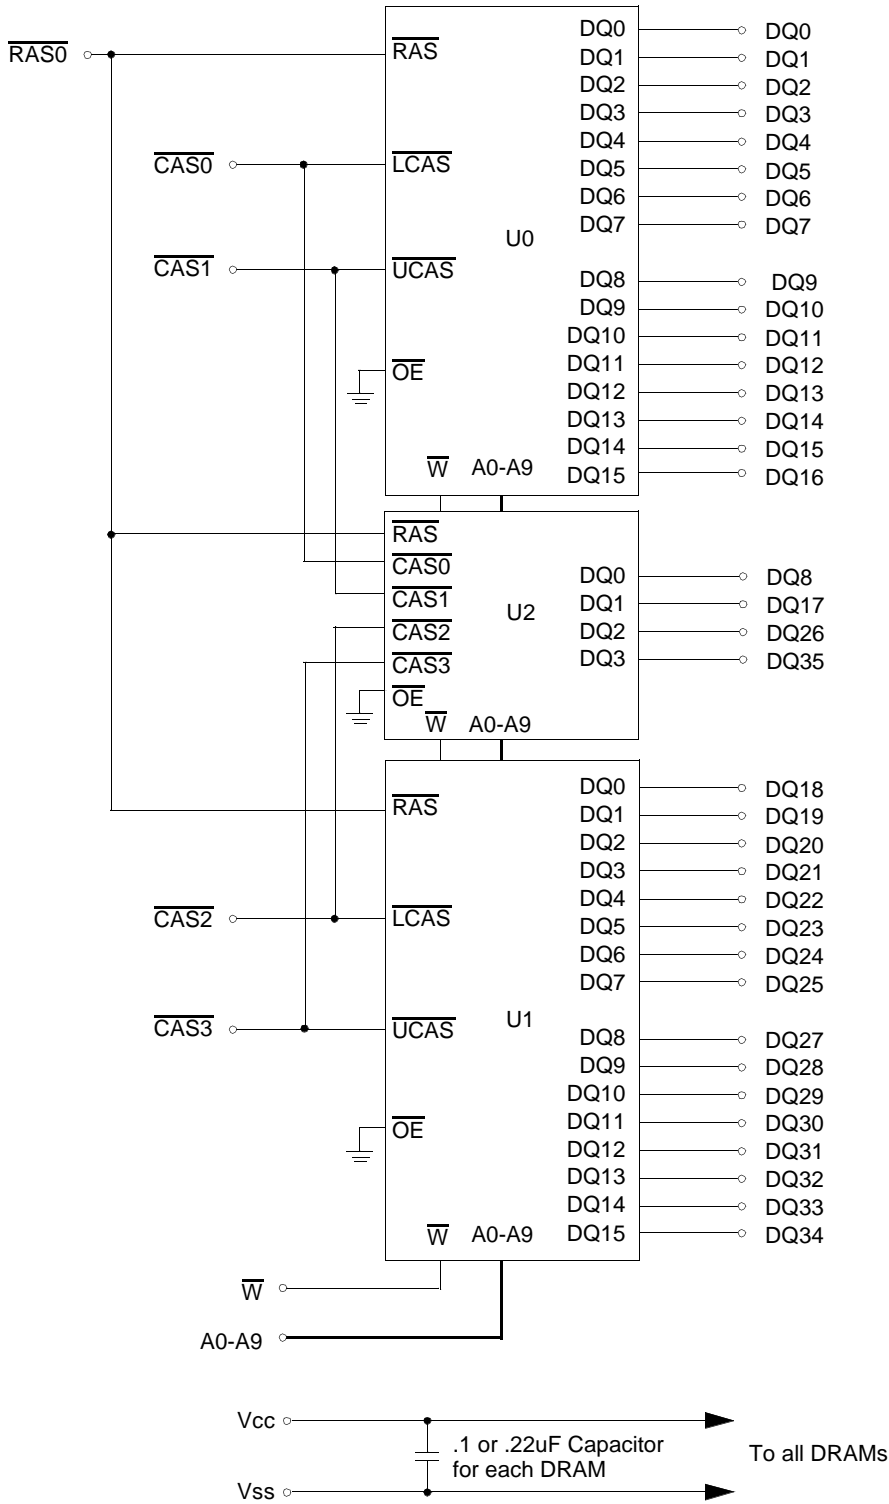 DQ0 DQ0
RAS0 RAS DQ1 DQ1
DQ2 DQ2
DQ3 DQ3
DQ4 DQ4
CAS0 LCAS DQ5 DQ5
DQ6 DQ6
DQ7 DQ7
U0
CAS1 UCAS DQ8 DQ9
DQ9 DQ10
DQ10 DQ11
OE DQ11 DQ12
DQ12 DQ13
DQ13 DQ14
DQ14 DQ15
W A0-A9 DQ15 DQ16
RAS
CAS0 DQ0 DQ8
CAS1 U2 DQ1 DQ17
CAS2 DQ2 DQ26
CAS3 DQ3 DQ35
OE
W A0-A9
DQ0 DQ18
RAS DQ1 DQ19
DQ2 DQ20
DQ3 DQ21
DQ4 DQ22
CAS2 LCAS DQ5 DQ23
DQ6 DQ24
DQ7 DQ25
U1
CAS3 UCAS DQ8 DQ27
DQ9 DQ28
DQ10 DQ29
OE DQ11 DQ30
DQ12 DQ31
DQ13 DQ32
DQ14 DQ33
W A0-A9 DQ15 DQ34
W
A0-A9
Vcc
.1 or .22uF Capacitor
for each DRAM
To all DRAMs
Vss